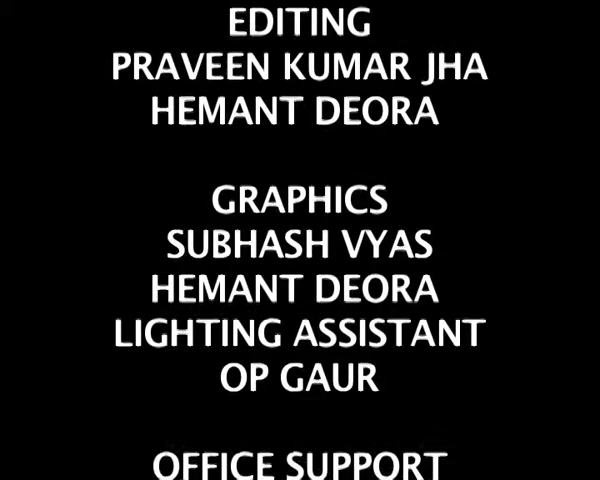 EDITING
PRAVEEN KUMAR JHA
HEMANT DEORA
GRAPHICS
SUBHASH VYAS
HEMANT DEORA
LIGHTING ASSISTANT
OP GAUR
OFFICE SUPPORT